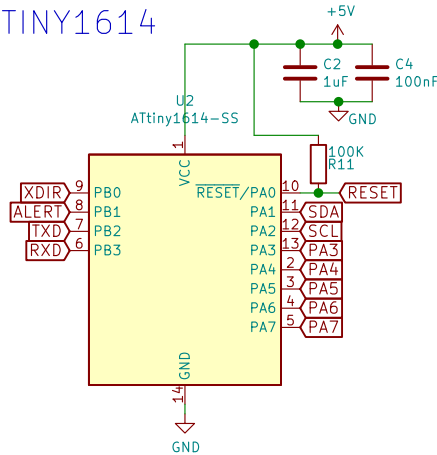 TINY1614
+5V
C2
1uF
C4
100nF
GND
U2
ATtiny1614-SS
100K
R11
1
VCC
XDIR 9 PB0
RESET/PA0 10 RESET
ALERT 8 PB1
PA1 11 SDA
TXD 7 PB2
PA2 12 SCL
RXD 6 PB3
PA3 13 PA3
PA4 2 PA4
PA5 3 PA5
PA6 4 PA6
PA7 5 PA7
GND
14
GND